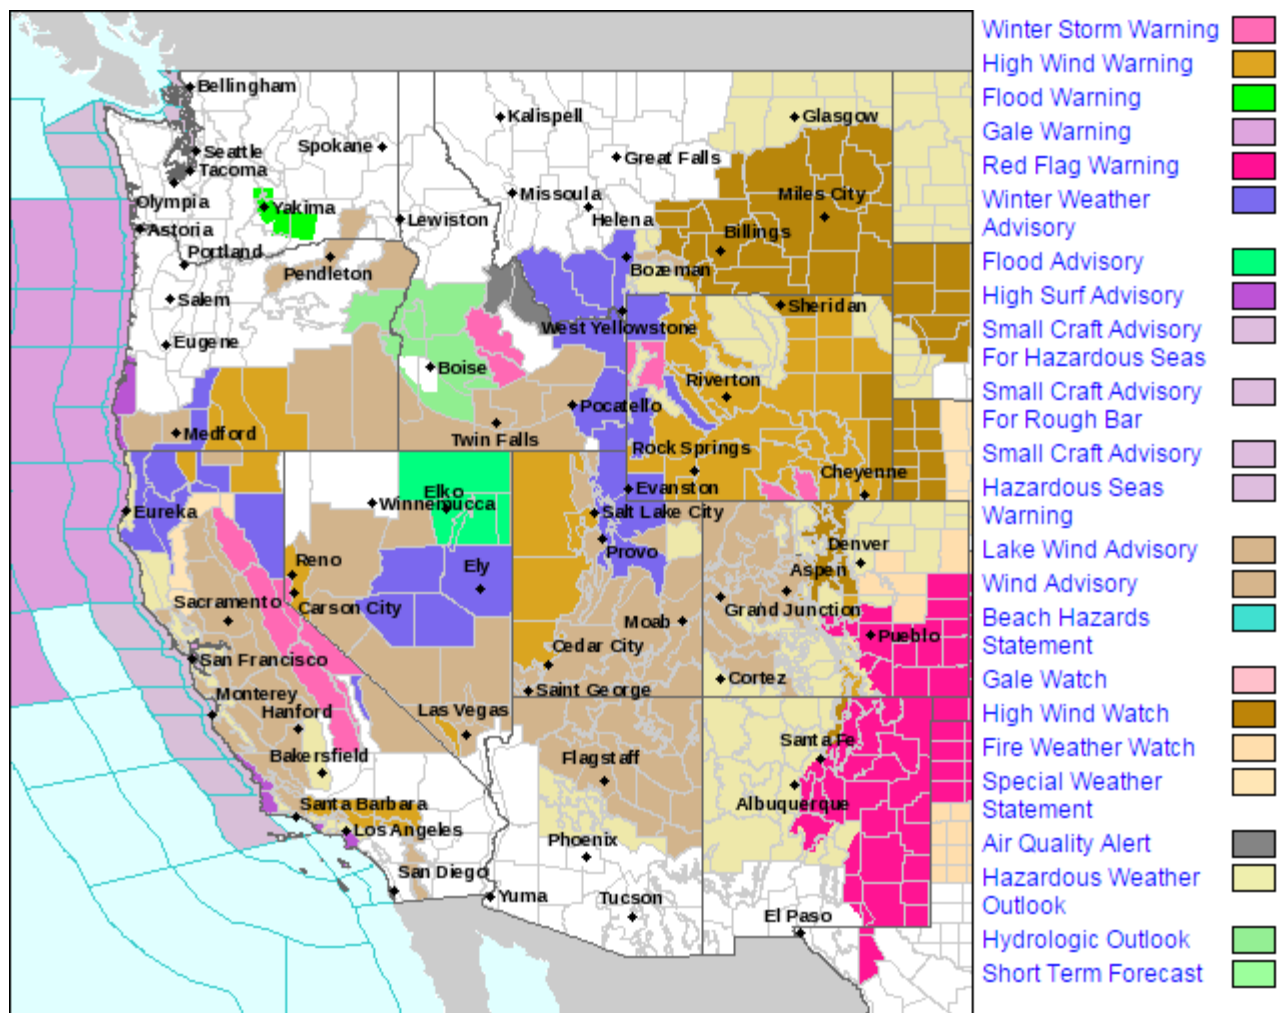 Bellingham
Kalispell
Glasgow
Seattle
Spokane
Great Falls
Tacoma
Missoula
Miles City
Olympia
Yakima
Helena
Astoria
Lewiston
Billings
Portland
Pendleton
Bozeman
Salem
Sheridan
West Yellowstone
Eugene
Boise
Riverton
Pocatello
Medford
Twin Falls
Rock Springs
Cheyenne
Elko
Evanston
Winnemucca
Eureka
Salt Lake City
Provo
Denver
Reno
Ely
Aspen
Sacramento
Carson City
Grand Junction
Moab
Pueblo
Cedar City
San Francisco
Cortez
Monterey
Saint George
Hanford
Las Vegas
Santa Fe
Bakersfield
Flagstaff
Albuquerque
Santa Barbara
Los Angeles
Phoenix
San Diego
Yuma
Tucson
El Paso
Winter Storm Warning
High Wind Warning
Flood Warning
Gale Warning
Red Flag Warning
Winter Weather
Advisory
Flood Advisory
High Surf Advisory
Small Craft Advisory
For Hazardous Seas
Small Craft Advisory
For Rough Bar
Small Craft Advisory
Hazardous Seas
Warning
Lake Wind Advisory
Wind Advisory
Beach Hazards
Statement
Gale Watch
High Wind Watch
Fire Weather Watch
Special Weather
Statement
Air Quality Alert
Hazardous Weather
Outlook
Hydrologic Outlook
Short Term Forecast